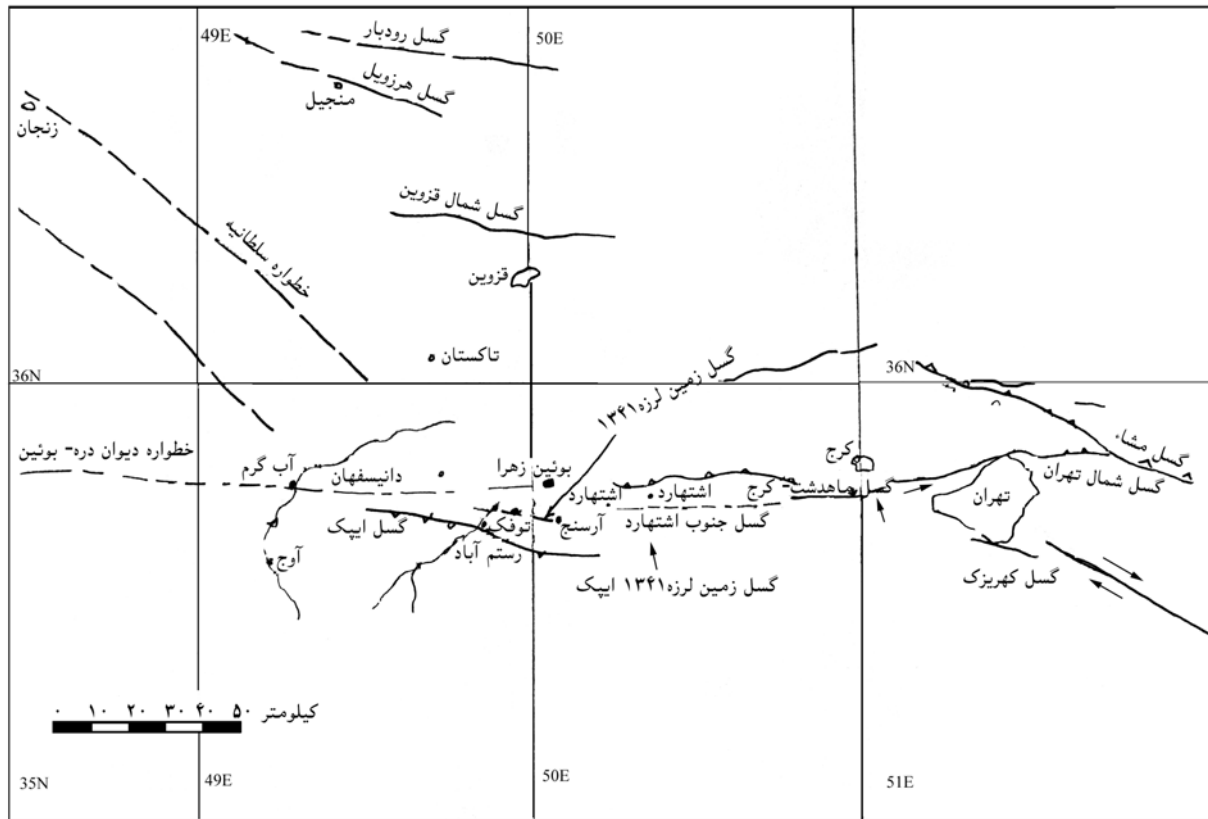 49E
گسل رودبار
50E
گسل هرزویل
منجیل
زنجان
گسل شمال قزوین
خطواره سلطانیه
قزوین
تاکستان
گسل زمین لرزه ۱۳۴۱
36N
36N
خطواره دیوان دره- بوئین
آب گرم
دانیسفهان
بوئین زهرا
کرج
گسل مشاء
گسل شمال تهران
اشتهارد
اشتهارد
گسل ماهدشت- کرج
تهران
گسل ایپک
توفک
آرسنج
گسل جنوب اشتهارد
آوج
رستم آباد
گسل زمین لرزه ۱۳۴۱ ایپک
گسل کهریزک
۰ ۱۰ ۲۰ ۳۰ ۴۰ ۵۰ کیلومتر
35N
49E
50E
51E